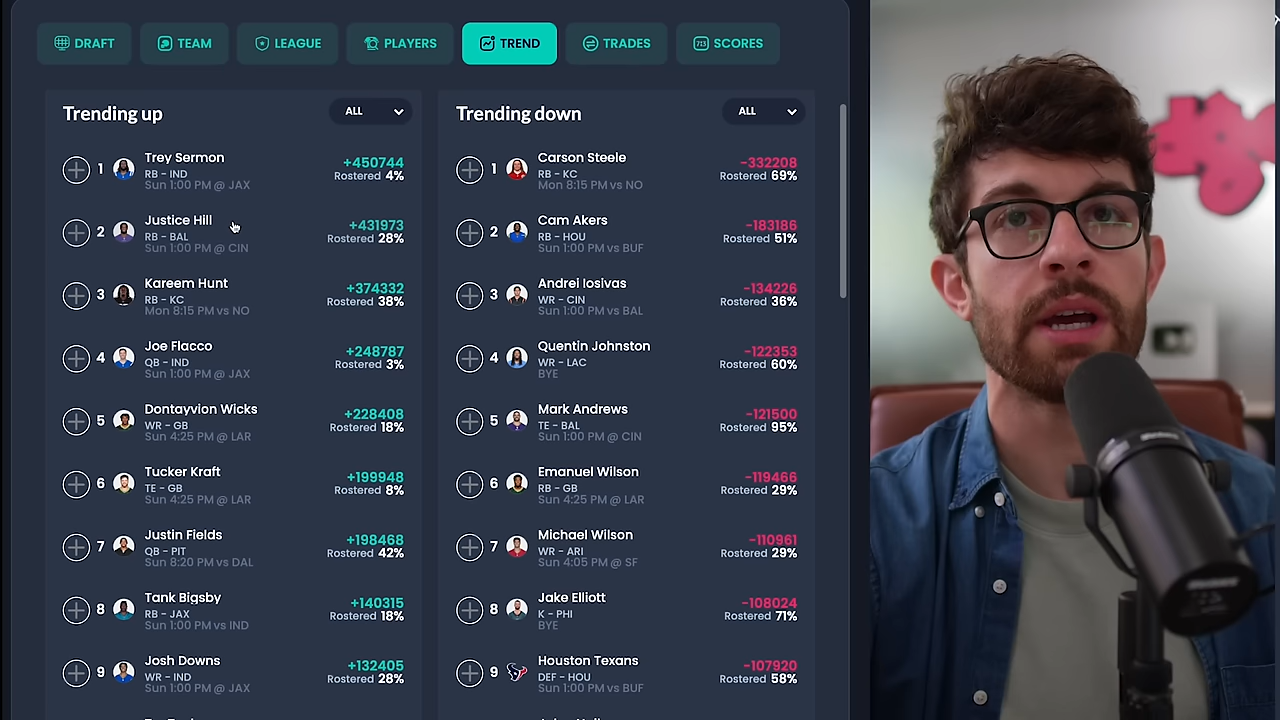 DRAFT
TEAM
LEAGUE
PLAYERS
TREND
TRADES
SCORES
Trending up
ALL
1
Trey Sermon
RB - IND
Sun 1:00 PM @ JAX
+450744
Rostered 4%
2
Justice Hill
RB - BAL
Sun 1:00 PM @ CIN
+431973
Rostered 28%
3
Kareem Hunt
RB - KC
Mon 8:15 PM vs NO
+374332
Rostered 38%
4
Joe Flacco
QB - IND
Sun 1:00 PM @ JAX
+248787
Rostered 3%
5
Dontayvion Wicks
WR - GB
Sun 4:25 PM @ LAR
+228408
Rostered 18%
6
Tucker Kraft
TE - GB
Sun 4:25 PM @ LAR
+199948
Rostered 8%
7
Justin Fields
QB - PIT
Sun 8:20 PM vs DAL
+198468
Rostered 42%
8
Tank Bigsby
RB - JAX
Sun 1:00 PM vs IND
+140315
Rostered 18%
9
Josh Downs
WR - IND
Sun 1:00 PM @ JAX
+132405
Rostered 28%
Trending down
ALL
1
Carson Steele
RB - KC
Mon 8:15 PM vs NO
-332208
Rostered 69%
2
Cam Akers
RB - HOU
Sun 1:00 PM vs BUF
-183186
Rostered 51%
3
Andrei Iosivas
WR - CIN
Sun 1:00 PM vs BAL
-134226
Rostered 36%
4
Quentin Johnston
WR - LAC
BYE
-122353
Rostered 60%
5
Mark Andrews
TE - BAL
Sun 1:00 PM @ CIN
-121500
Rostered 95%
6
Emanuel Wilson
RB - GB
Sun 4:25 PM @ LAR
-119466
Rostered 29%
7
Michael Wilson
WR - ARI
Sun 4:05 PM @ SF
-110961
Rostered 29%
8
Jake Elliott
K - PHI
BYE
-108024
Rostered 71%
9
Houston Texans
DEF - HOU
Sun 1:00 PM vs BUF
-107920
Rostered 58%